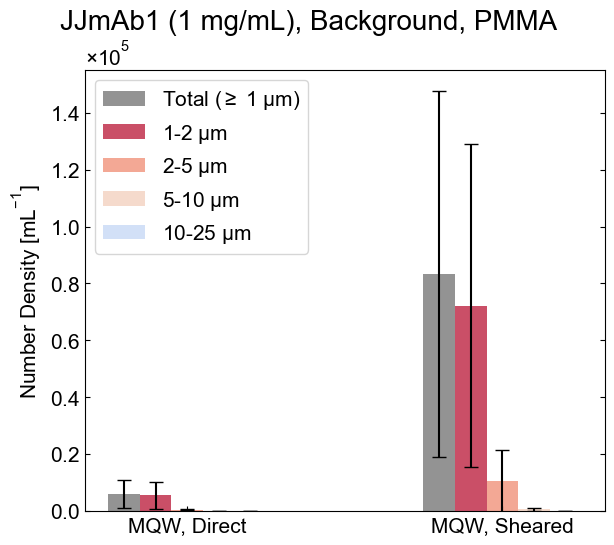 JJmAb1 (1 mg/mL), Background, PMMA
×10⁵
Number Density [mL⁻¹]
1.4
1.2
1.0
0.8
0.6
0.4
0.2
0.0
Total (≥ 1 µm)
1-2 µm
2-5 µm
5-10 µm
10-25 µm
MQW, Direct
MQW, Sheared